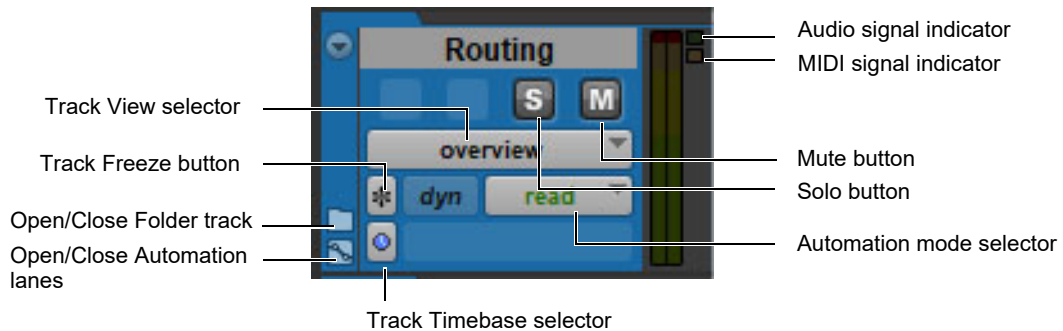 Audio signal indicator
Routing
MIDI signal indicator
S M
Track View selector
overview
Track Freeze button
Mute button
dyn read
Solo button
Open/Close Folder track
Automation mode selector
Open/Close Automation
lanes
Track Timebase selector